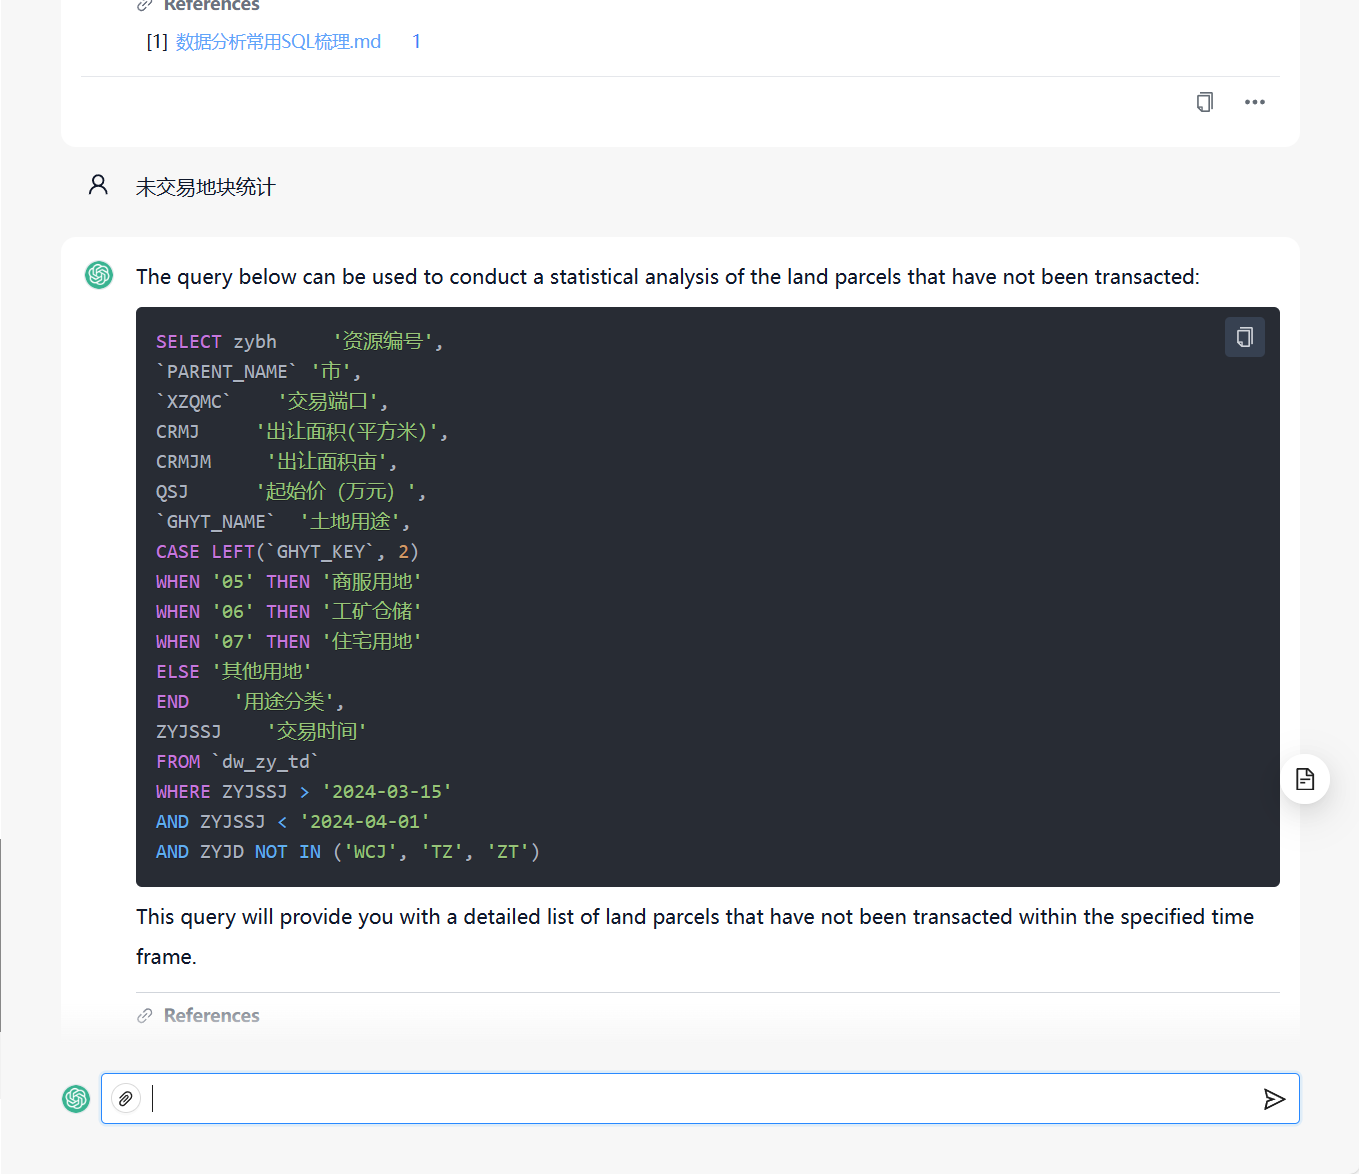 References
[1] 数据分析常用SQL梳理.md 1
未交易地块统计
The query below can be used to conduct a statistical analysis of the land parcels that have not been transacted:
SELECT zybh '资源编号',
`PARENT_NAME` '市',
`XZQMC` '交易端口',
CRMJ '出让面积(平方米)',
CRMJM '出让面积亩',
QSJ '起始价（万元）',
`GHYT_NAME` '土地用途',
CASE LEFT(`GHYT_KEY`, 2)
WHEN '05' THEN '商服用地'
WHEN '06' THEN '工矿仓储'
WHEN '07' THEN '住宅用地'
ELSE '其他用地'
END '用途分类',
ZYJSSJ '交易时间'
FROM `dw_zy_td`
WHERE ZYJSSJ > '2024-03-15'
AND ZYJSSJ < '2024-04-01'
AND ZYJD NOT IN ('WCJ', 'TZ', 'ZT')
This query will provide you with a detailed list of land parcels that have not been transacted within the specified time
frame.
References